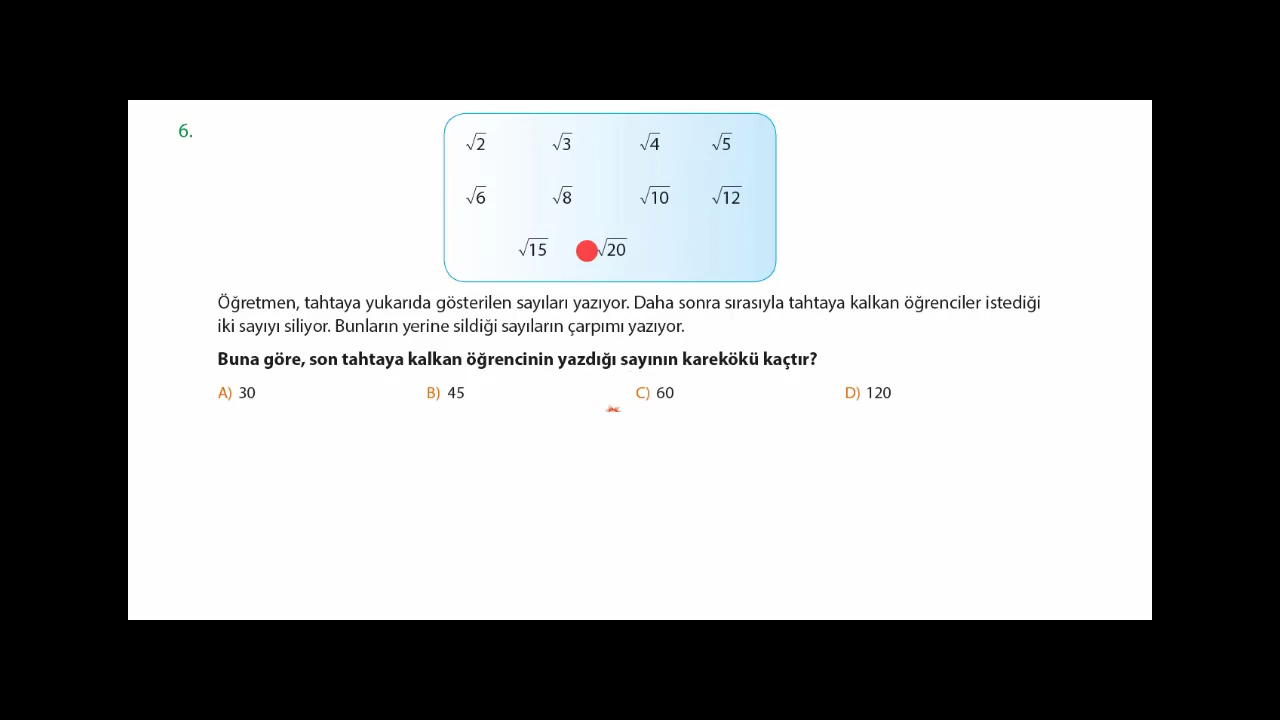 6.
√2 √3 √4 √5
√6 √8 √10 √12
√15 √20
Öğretmen, tahtaya yukarıda gösterilen sayıları yazıyor. Daha sonra sırasıyla tahtaya kalkan öğrenciler istediği
iki sayıyı siliyor. Bunların yerine sildiği sayıların çarpımı yazıyor.
Buna göre, son tahtaya kalkan öğrencinin yazdığı sayının karekökü kaçtır?
A) 30 B) 45 C) 60 D) 120